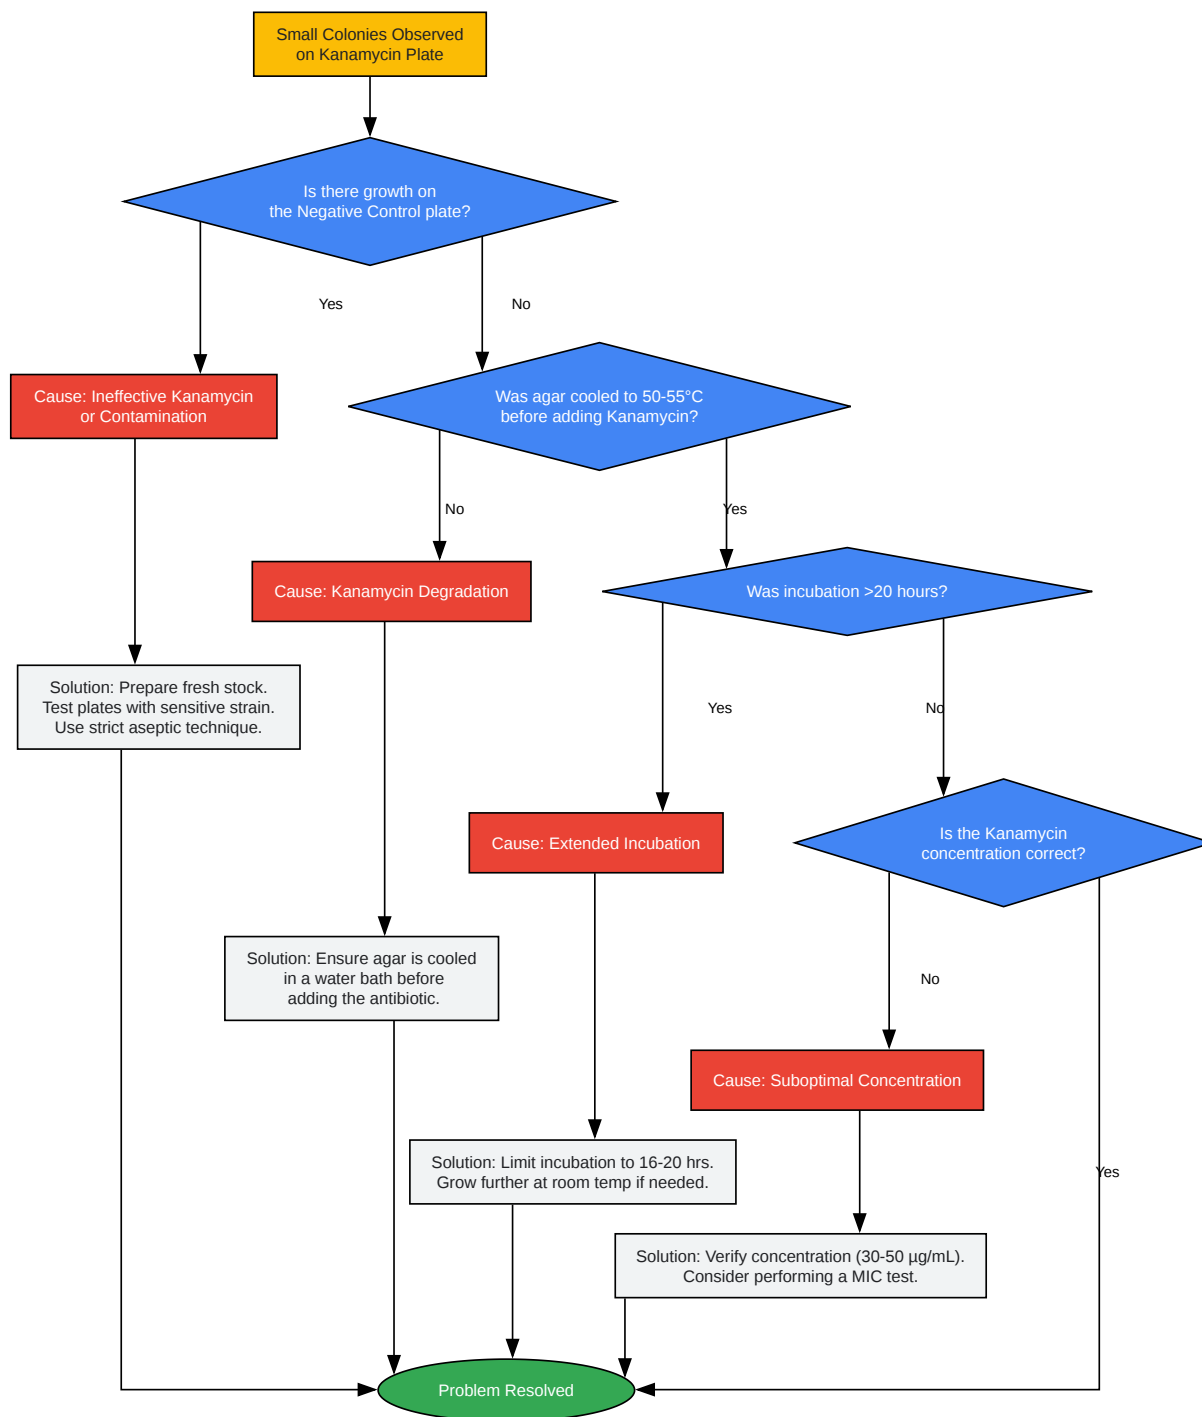 Small Colonies Observed
on Kanamycin Plate
Is there growth on
the Negative Control plate?
Yes
No
Cause: Ineffective Kanamycin
or Contamination
Was agar cooled to 50-55°C
before adding Kanamycin?
No
Yes
Cause: Kanamycin Degradation
Was incubation >20 hours?
Solution: Prepare fresh stock.
Test plates with sensitive strain.
Use strict aseptic technique.
Yes
No
Cause: Extended Incubation
Is the Kanamycin
concentration correct?
Solution: Ensure agar is cooled
in a water bath before
adding the antibiotic.
No
Cause: Suboptimal Concentration
Solution: Limit incubation to 16-20 hrs.
Grow further at room temp if needed.
Yes
Solution: Verify concentration (30-50 µg/mL).
Consider performing a MIC test.
Problem Resolved